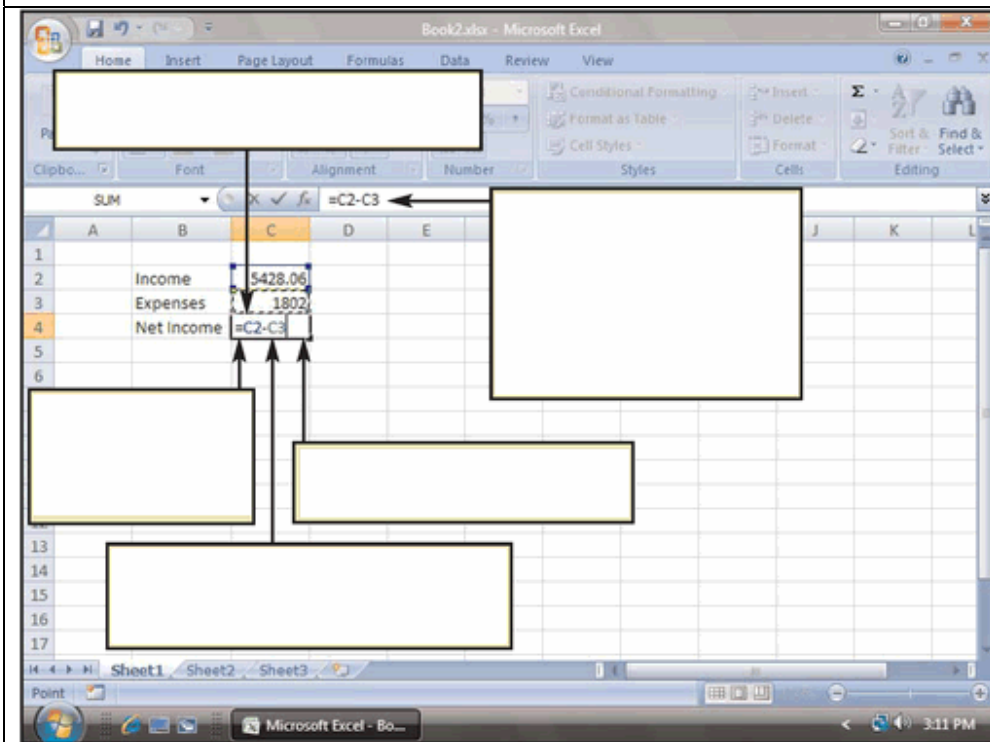 Book2.xlsx - Microsoft Excel
Home Insert Page Layout Formulas Data Review View
Conditional Formatting
Format as Table
Cell Styles
Insert
Delete
Format
Σ
Sort & Filter
Find & Select
Clipbo... Font Alignment Number Styles Cells Editing
SUM fx =C2-C3
A B C D E J K L
1
2 Income 5428.06
3 Expenses 1802
4 Net Income =C2-C3
5
6
13
14
15
16
17
Sheet1 Sheet2 Sheet3
Point
Microsoft Excel - Bo... 3:11 PM